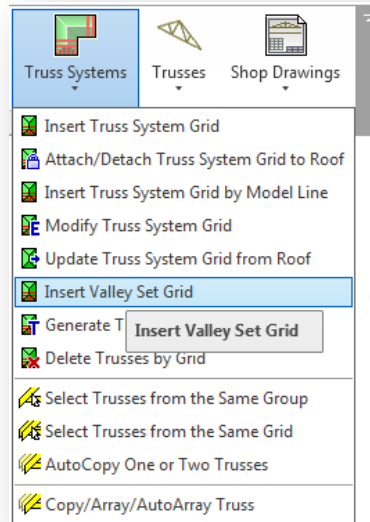 Truss Systems
Trusses
Shop Drawings
Insert Truss System Grid
Attach/Detach Truss System Grid to Roof
Insert Truss System Grid by Model Line
Modify Truss System Grid
Update Truss System Grid from Roof
Insert Valley Set Grid
Generate T
Insert Valley Set Grid
Delete Trusses by Grid
Select Trusses from the Same Group
Select Trusses from the Same Grid
AutoCopy One or Two Trusses
Copy/Array/AutoArray Truss